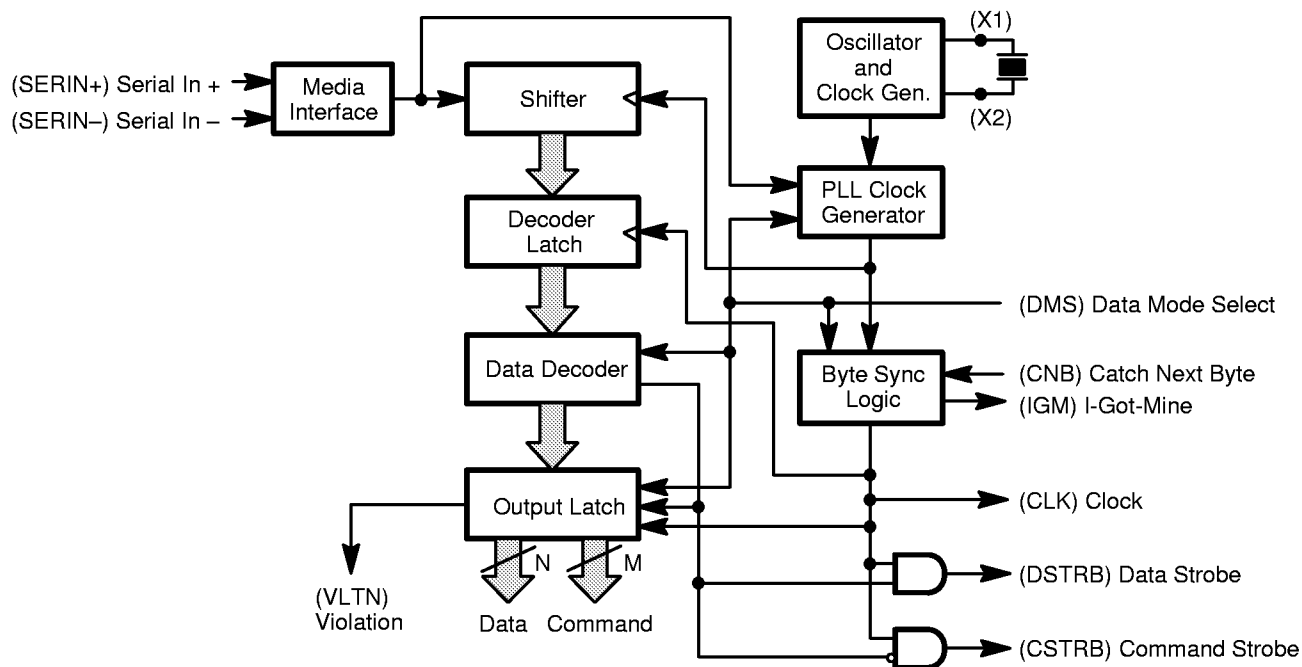 (X1)
Oscillator
and
Clock Gen.
(X2)
(SERIN+) Serial In +
(SERIN–) Serial In –
Media
Interface
Shifter
PLL Clock
Generator
Decoder
Latch
(DMS) Data Mode Select
Data Decoder
Byte Sync
Logic
(CNB) Catch Next Byte
(IGM) I-Got-Mine
Output Latch
(CLK) Clock
N
M
(DSTRB) Data Strobe
(VLTN)
Violation
Data
Command
(CSTRB) Command Strobe